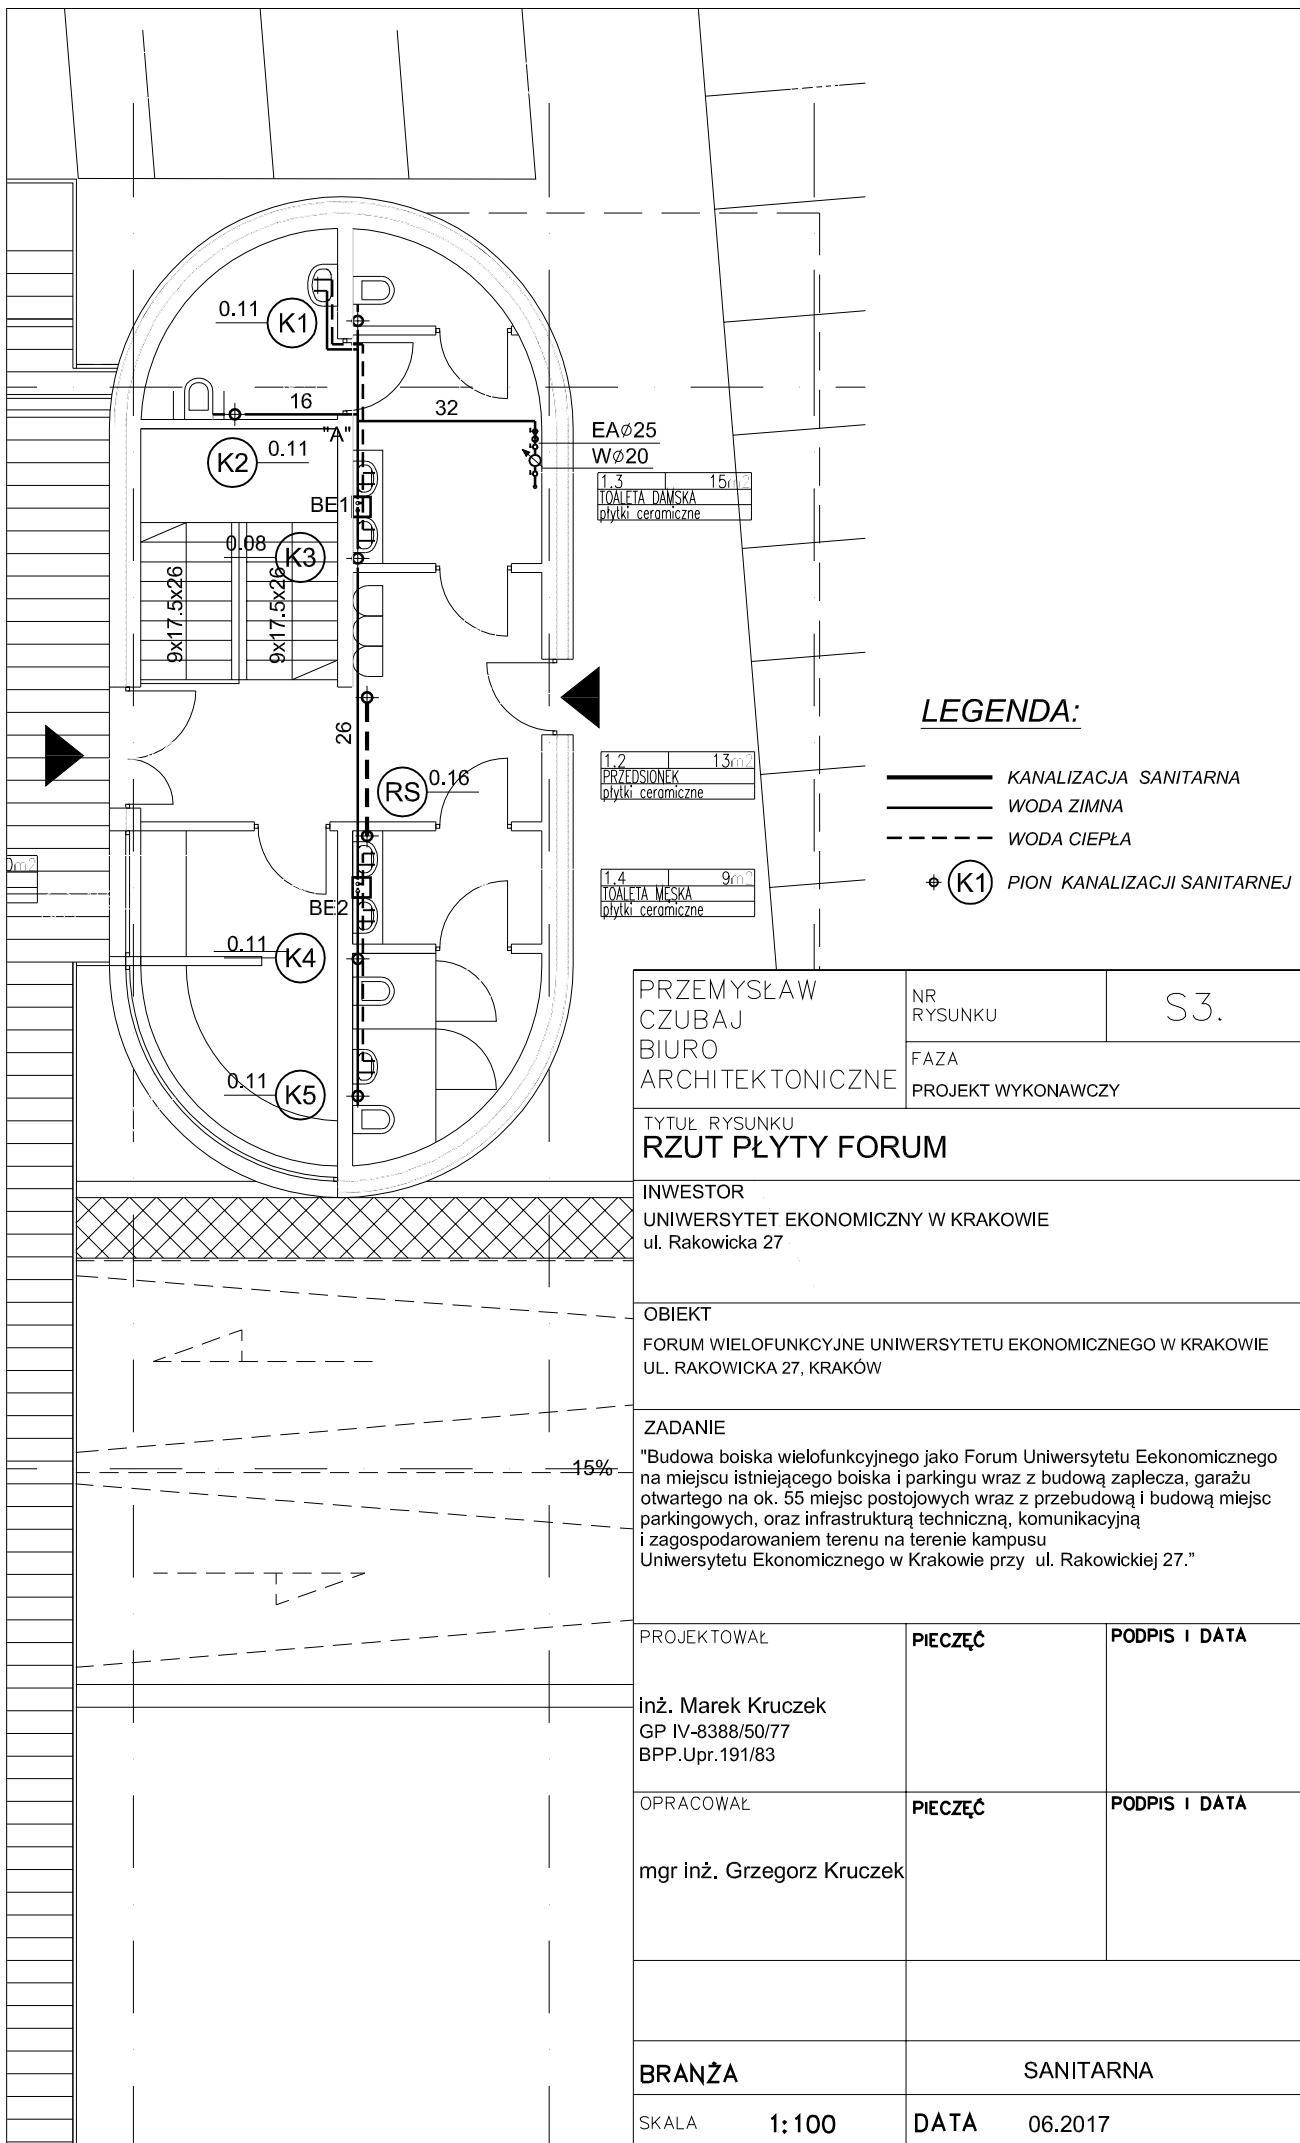 0.11
K1
16
32
"A"
EAø25
Wø20
K2
0.11
1.3 15m2
TOALETA DAMSKA
płytki ceramiczne
BE1
0.08
K3
9x17.5x26
9x17.5x26
26
LEGENDA:
1.2 13m2
PRZEDSIONEK
płytki ceramiczne
RS
0.16
KANALIZACJA SANITARNA
WODA ZIMNA
WODA CIEPŁA
K1 PION KANALIZACJI SANITARNEJ
1.4 9m2
TOALETA MĘSKA
płytki ceramiczne
BE2
0.11
K4
0.11
K5
PRZEMYSŁAW
CZUBAJ
BIURO
ARCHITEKTONICZNE
NR
RYSUNKU
S3.
FAZA
PROJEKT WYKONAWCZY
TYTUŁ RYSUNKU
RZUT PŁYTY FORUM
INWESTOR
UNIWERSYTET EKONOMICZNY W KRAKOWIE
ul. Rakowicka 27
OBIEKT
FORUM WIELOFUNKCYJNE UNIWERSYTETU EKONOMICZNEGO W KRAKOWIE
UL. RAKOWICKA 27, KRAKÓW
ZADANIE
"Budowa boiska wielofunkcyjnego jako Forum Uniwersytetu Eekonomicznego
na miejscu istniejącego boiska i parkingu wraz z budową zaplecza, garażu
otwartego na ok. 55 miejsc postojowych wraz z przebudową i budową miejsc
parkingowych, oraz infrastrukturą techniczną, komunikacyjną
i zagospodarowaniem terenu na terenie kampusu
Uniwersytetu Ekonomicznego w Krakowie przy ul. Rakowickiej 27.”
15%
PROJEKTOWAŁ
PIECZĘĆ
PODPIS I DATA
inż. Marek Kruczek
GP IV-8388/50/77
BPP.Upr.191/83
OPRACOWAŁ
PIECZĘĆ
PODPIS I DATA
mgr inż. Grzegorz Kruczek
BRANŻA
SANITARNA
SKALA 1:100
DATA 06.2017